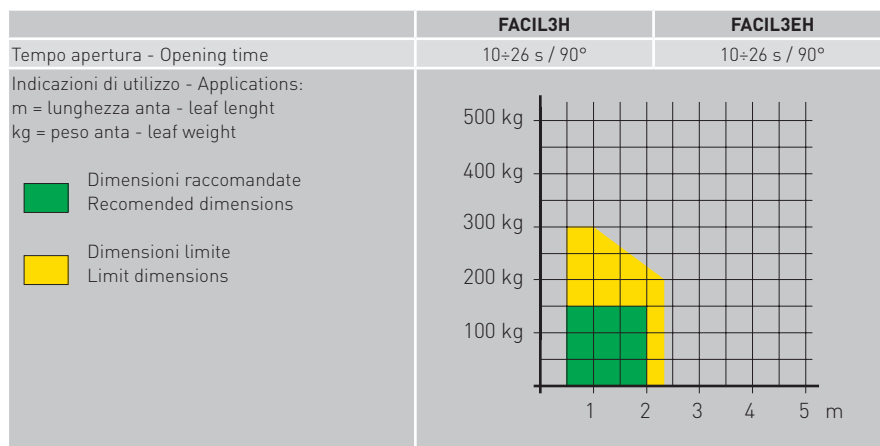 FACIL3H FACIL3EH
Tempo apertura - Opening time 10÷26 s / 90° 10÷26 s / 90°
Indicazioni di utilizzo - Applications:
m = lunghezza anta - leaf lenght
kg = peso anta - leaf weight
Dimensioni raccomandate
Recomended dimensions
Dimensioni limite
Limit dimensions
500 kg
400 kg
300 kg
200 kg
100 kg
1 2 3 4 5 m